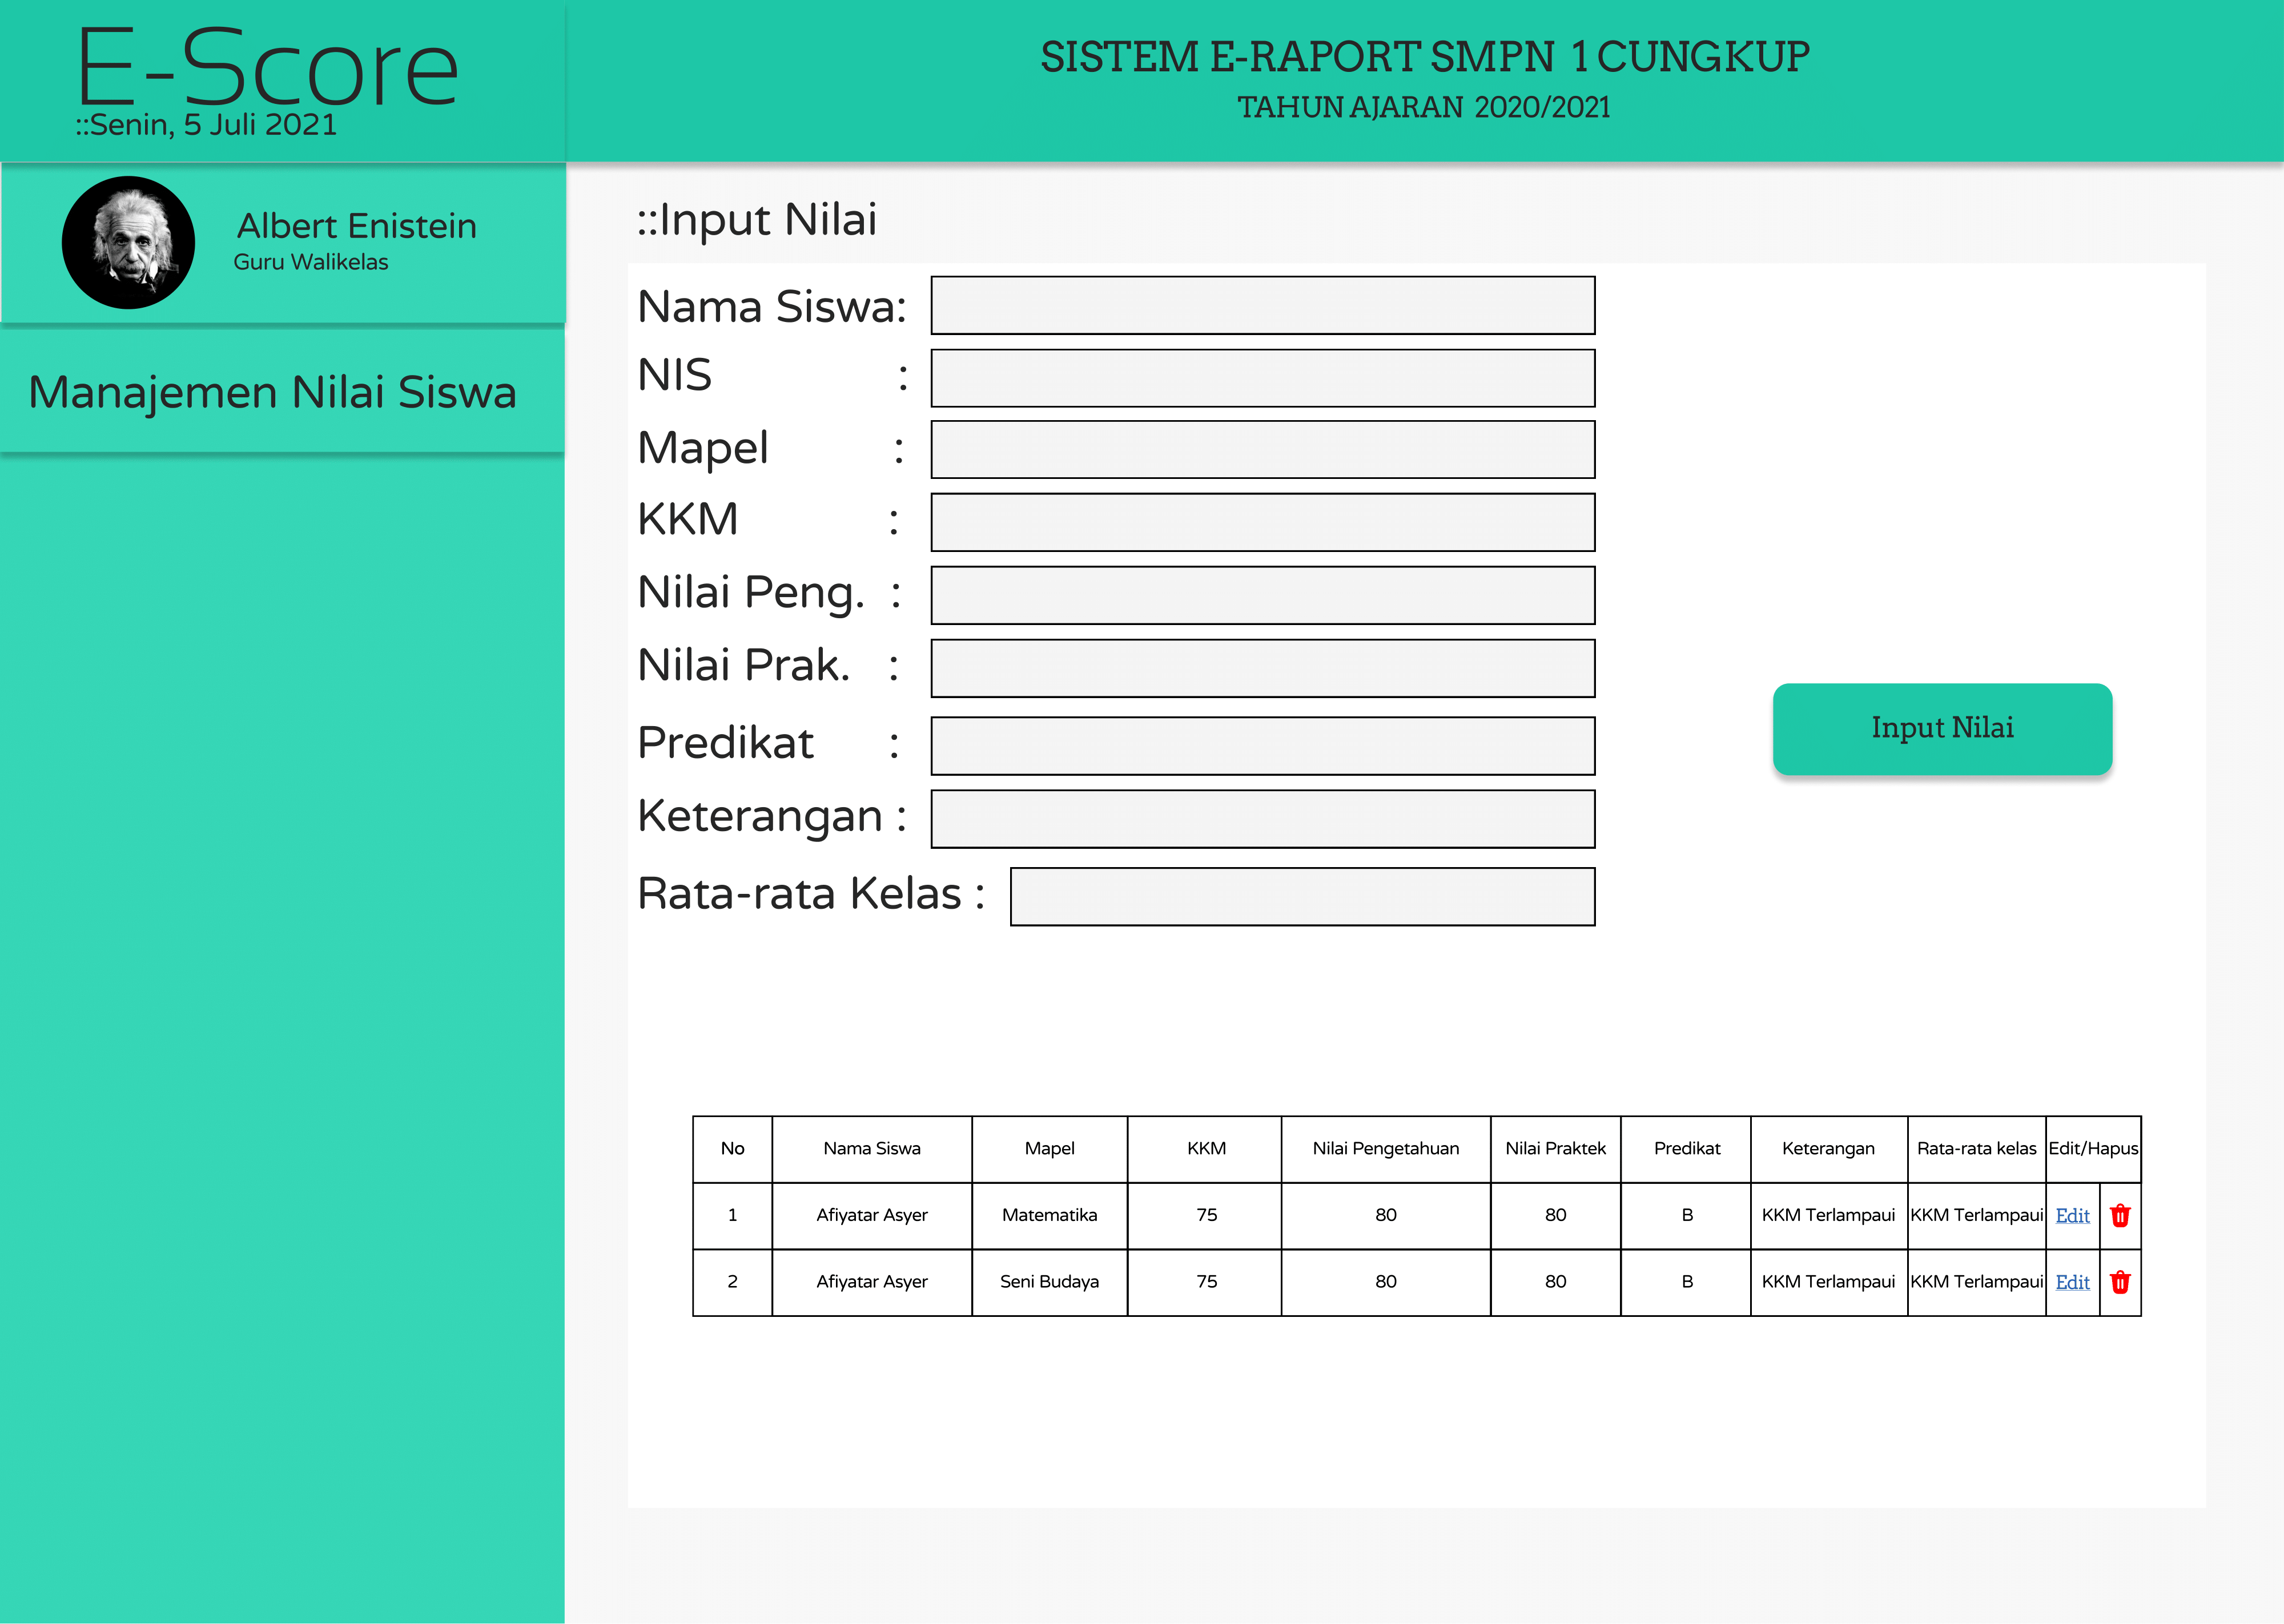 E-Score
::Senin, 5 Juli 2021
SISTEM E-RAPORT SMPN 1 CUNGKUP
TAHUN AJARAN 2020/2021
Albert Enistein
Guru Walikelas
Manajemen Nilai Siswa
::Input Nilai
Nama Siswa:
NIS :
Mapel :
KKM :
Nilai Peng. :
Nilai Prak. :
Predikat :
Keterangan :
Rata-rata Kelas :
Input Nilai
No Nama Siswa Mapel KKM Nilai Pengetahuan Nilai Praktek Predikat Keterangan Rata-rata kelas Edit/Hapus
1 Afiyatar Asyer Matematika 75 80 80 B KKM Terlampaui KKM Terlampaui Edit
2 Afiyatar Asyer Seni Budaya 75 80 80 B KKM Terlampaui KKM Terlampaui Edit